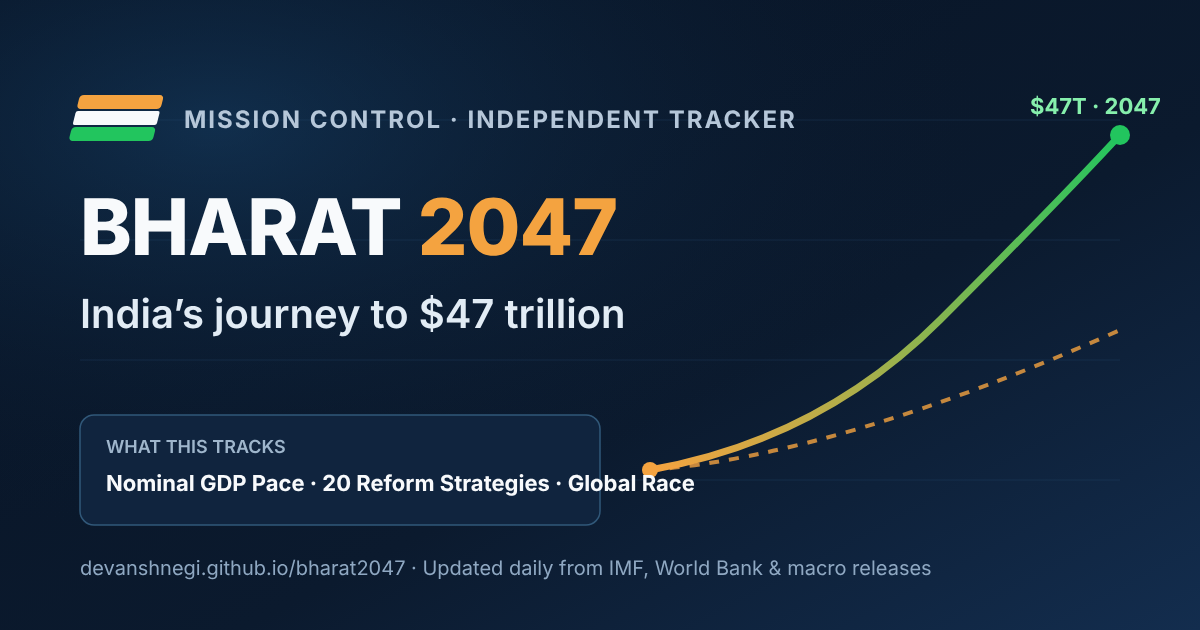 MISSION CONTROL · INDEPENDENT TRACKER
$47T · 2047
BHARAT 2047
India’s journey to $47 trillion
WHAT THIS TRACKS
Nominal GDP Pace · 20 Reform Strategies · Global Race
devanshnegi.github.io/bharat2047 · Updated daily from IMF, World Bank & macro releases